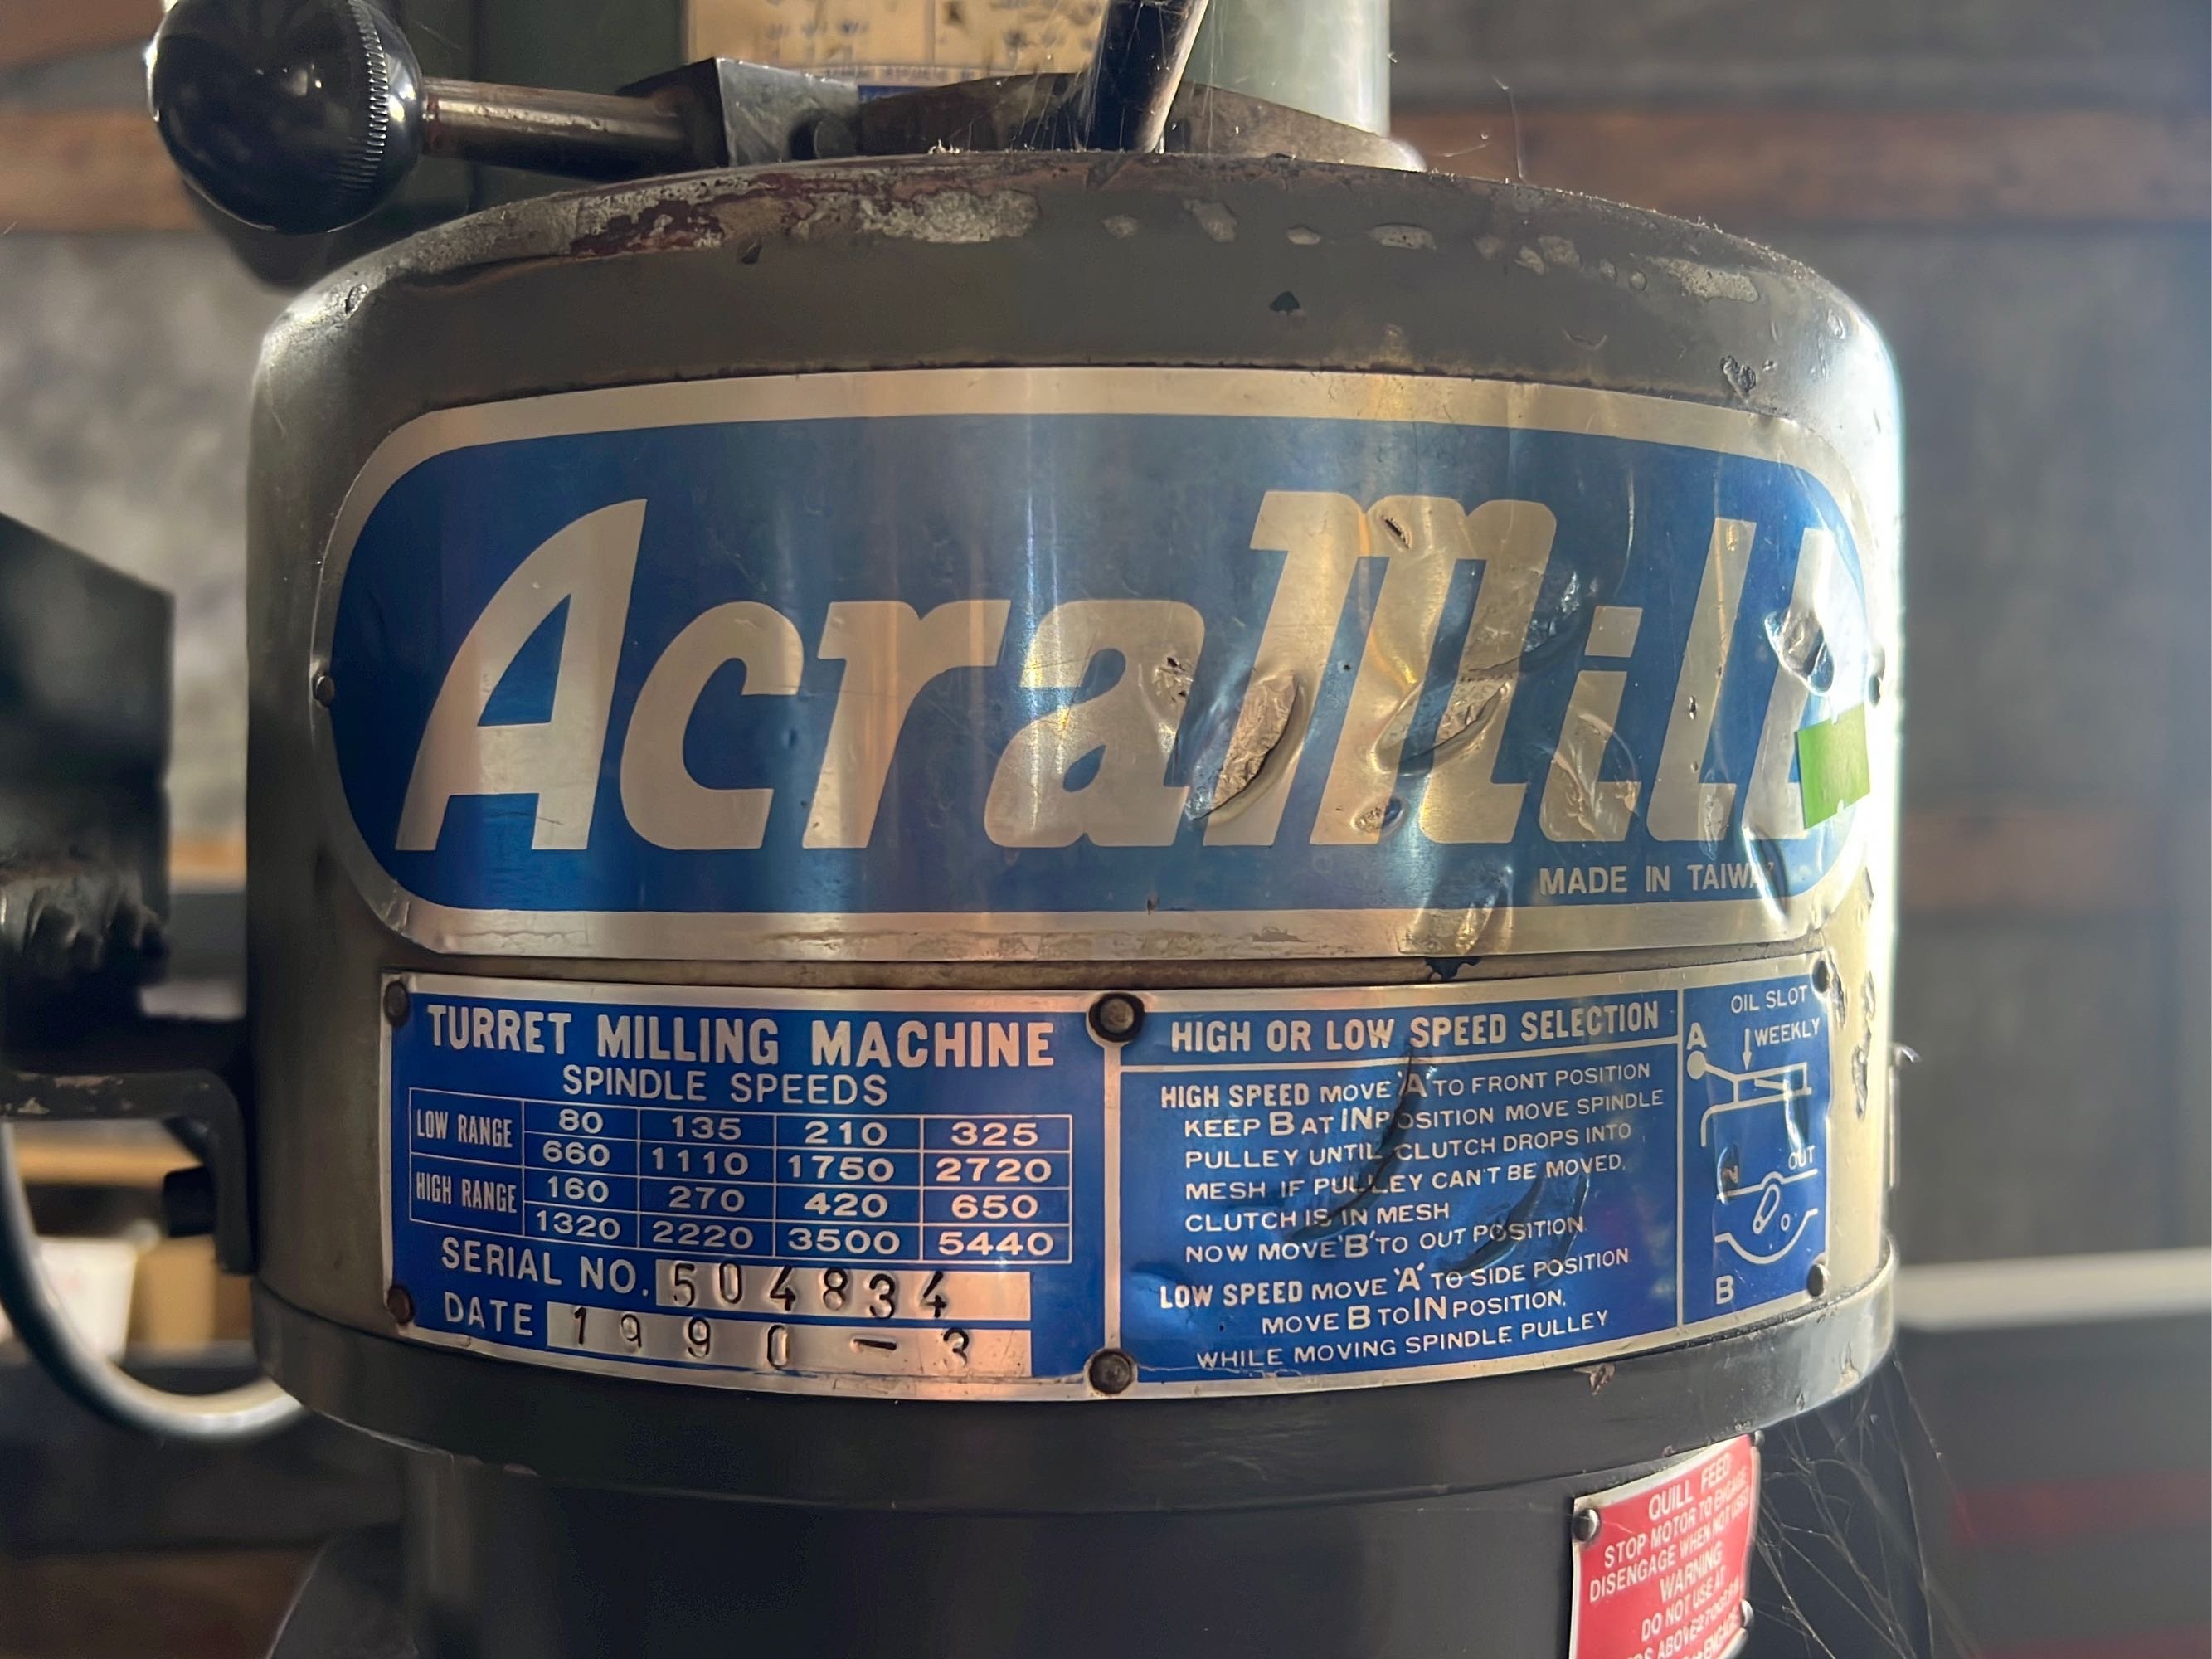 AcraMill
MADE IN
TURRET MILLING MACHINE
SPINDLE SPEEDS
LOW RANGE 80 135 210 325
660 1110 1750 2720
HIGH RANGE 160 270 420 650
1320 2220 3500 5440
SERIAL NO. 504834
DATE 1990-3
HIGH OR LOW SPEED SELECTION
HIGH SPEED MOVE 'A' TO FRONT POSITION
KEEP B AT IN POSITION MOVE SPINDLE
PULLEY UNTIL CLUTCH DROPS INTO
MESH IF PULLEY CAN'T BE MOVED,
CLUTCH IS IN MESH
NOW MOVE 'B' TO OUT POSITION
LOW SPEED MOVE 'A' TO SIDE POSITION
MOVE B TO IN POSITION,
WHILE MOVING SPINDLE PULLEY
OIL SLOT
WEEKLY
A
OUT
B
QUILL FEED
STOP MOTOR TO ENGAGE
DISENGAGE WHEN NOT USED
WARNING
DO NOT USE AT